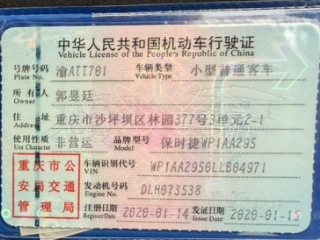 中华人民共和国机动车行驶证
Vehicle License of the People's Republic of China
号牌号码 Plate No. 渝ATT701 车辆类型 Vehicle Type 小型普通客车
所有人 Owner 郭昱廷
住址 Address 重庆市沙坪坝区林园377号3单元2-1
使用性质 Use Character 非营运 品牌型号 Model 保时捷WP1AA295
重庆市公安局交通管理局
车辆识别代号 VIN WP1AA2950LLB04971
发动机号码 Engine No. DLH073538
注册日期 Register Date 2020-01-14 发证日期 Issue Date 2020-01-15